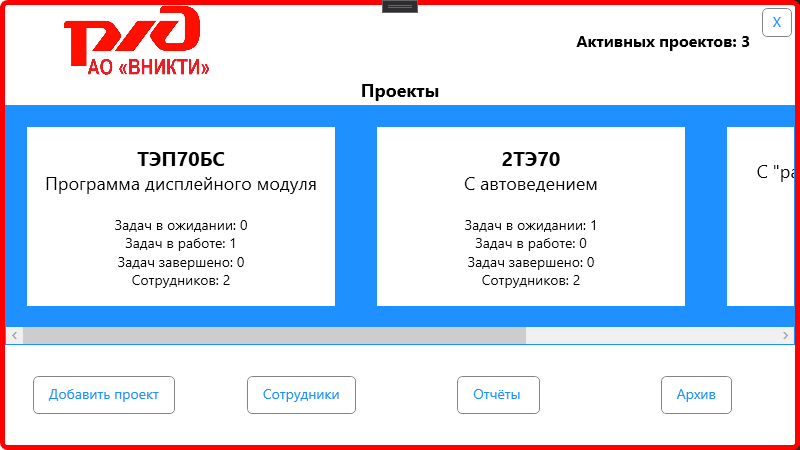 РЖД
АО «ВНИКТИ»
Активных проектов: 3
X
Проекты
ТЭП70БС
Программа дисплейного модуля
Задач в ожидании: 0
Задач в работе: 1
Задач завершено: 0
Сотрудников: 2
2ТЭ70
С автоведением
Задач в ожидании: 1
Задач в работе: 0
Задач завершено: 0
Сотрудников: 2
С "ра
Добавить проект
Сотрудники
Отчёты
Архив